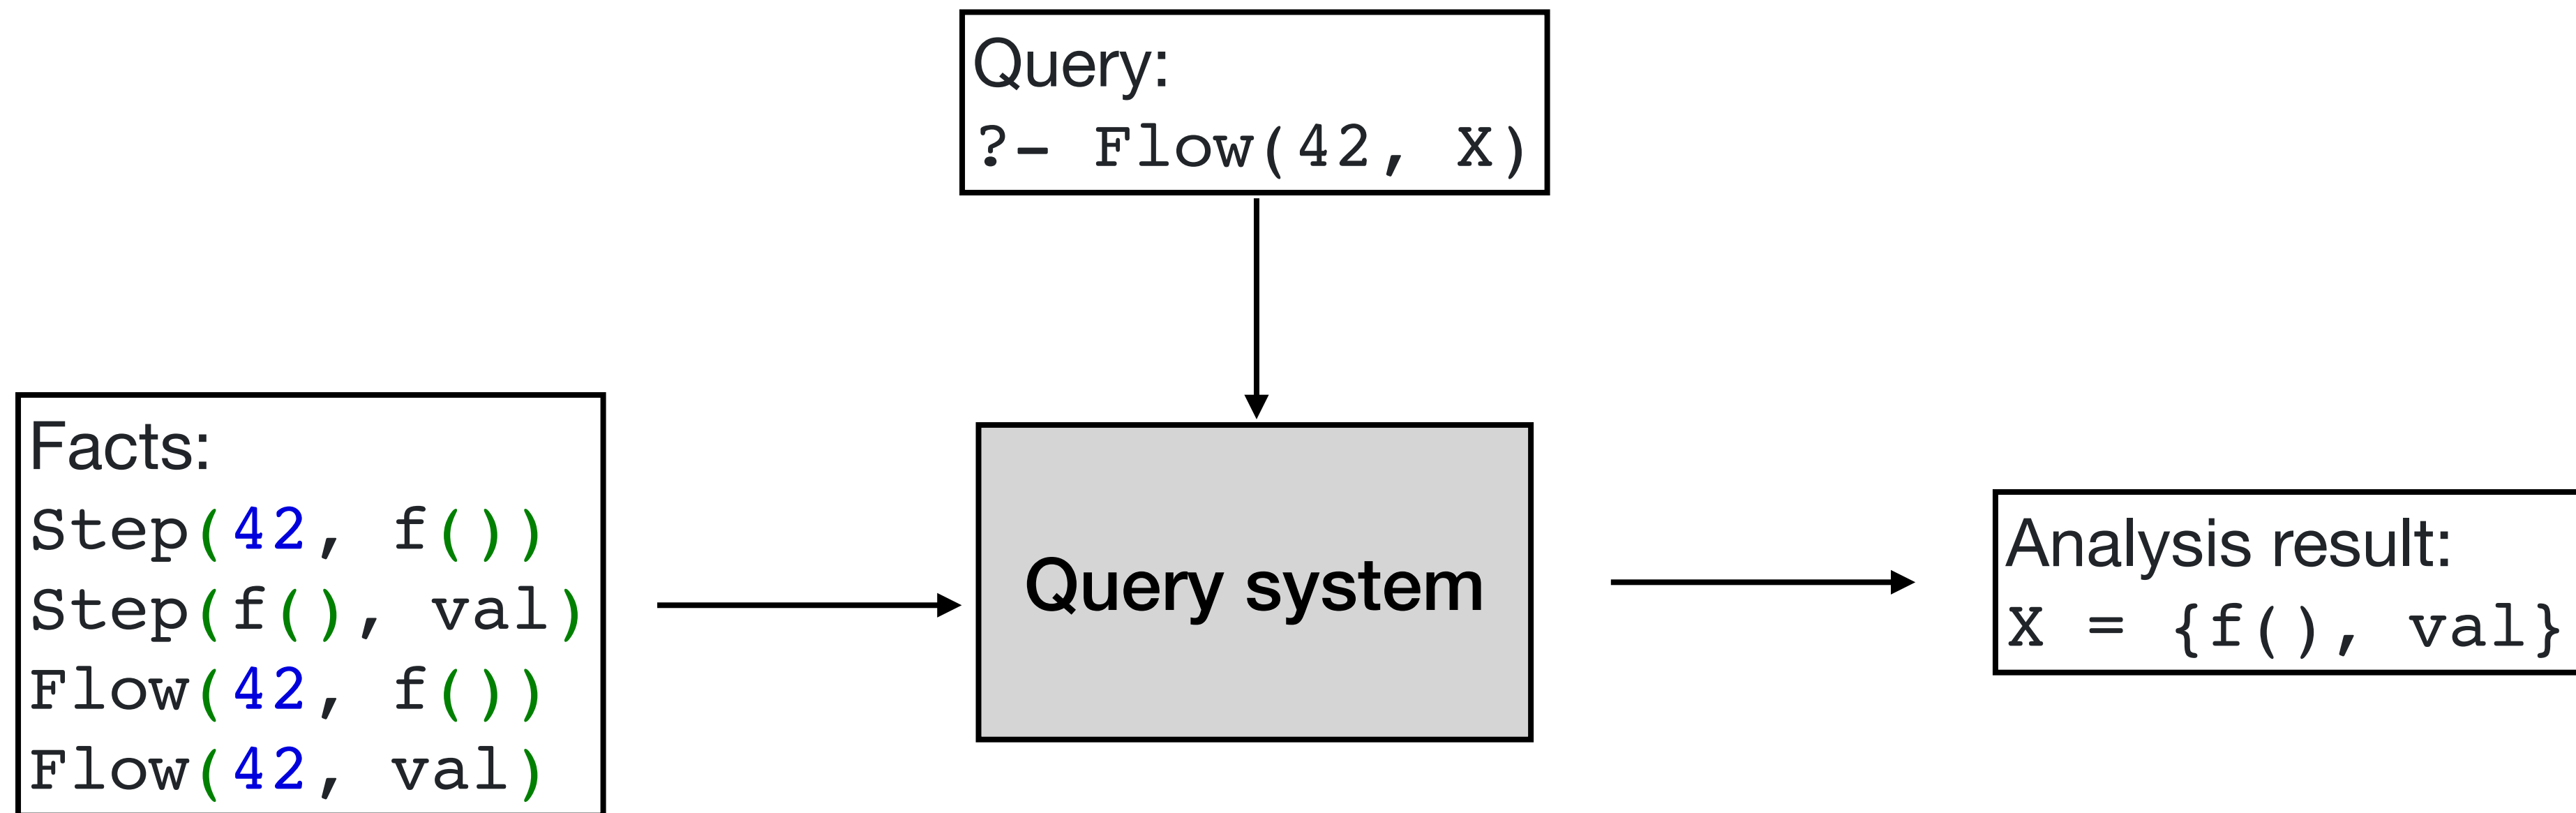 Query:
?- Flow(42, X)
Facts:
Step(42, f())
Step(f(), val)
Flow(42, f())
Flow(42, val)
Query system
Analysis result:
X = {f(), val}